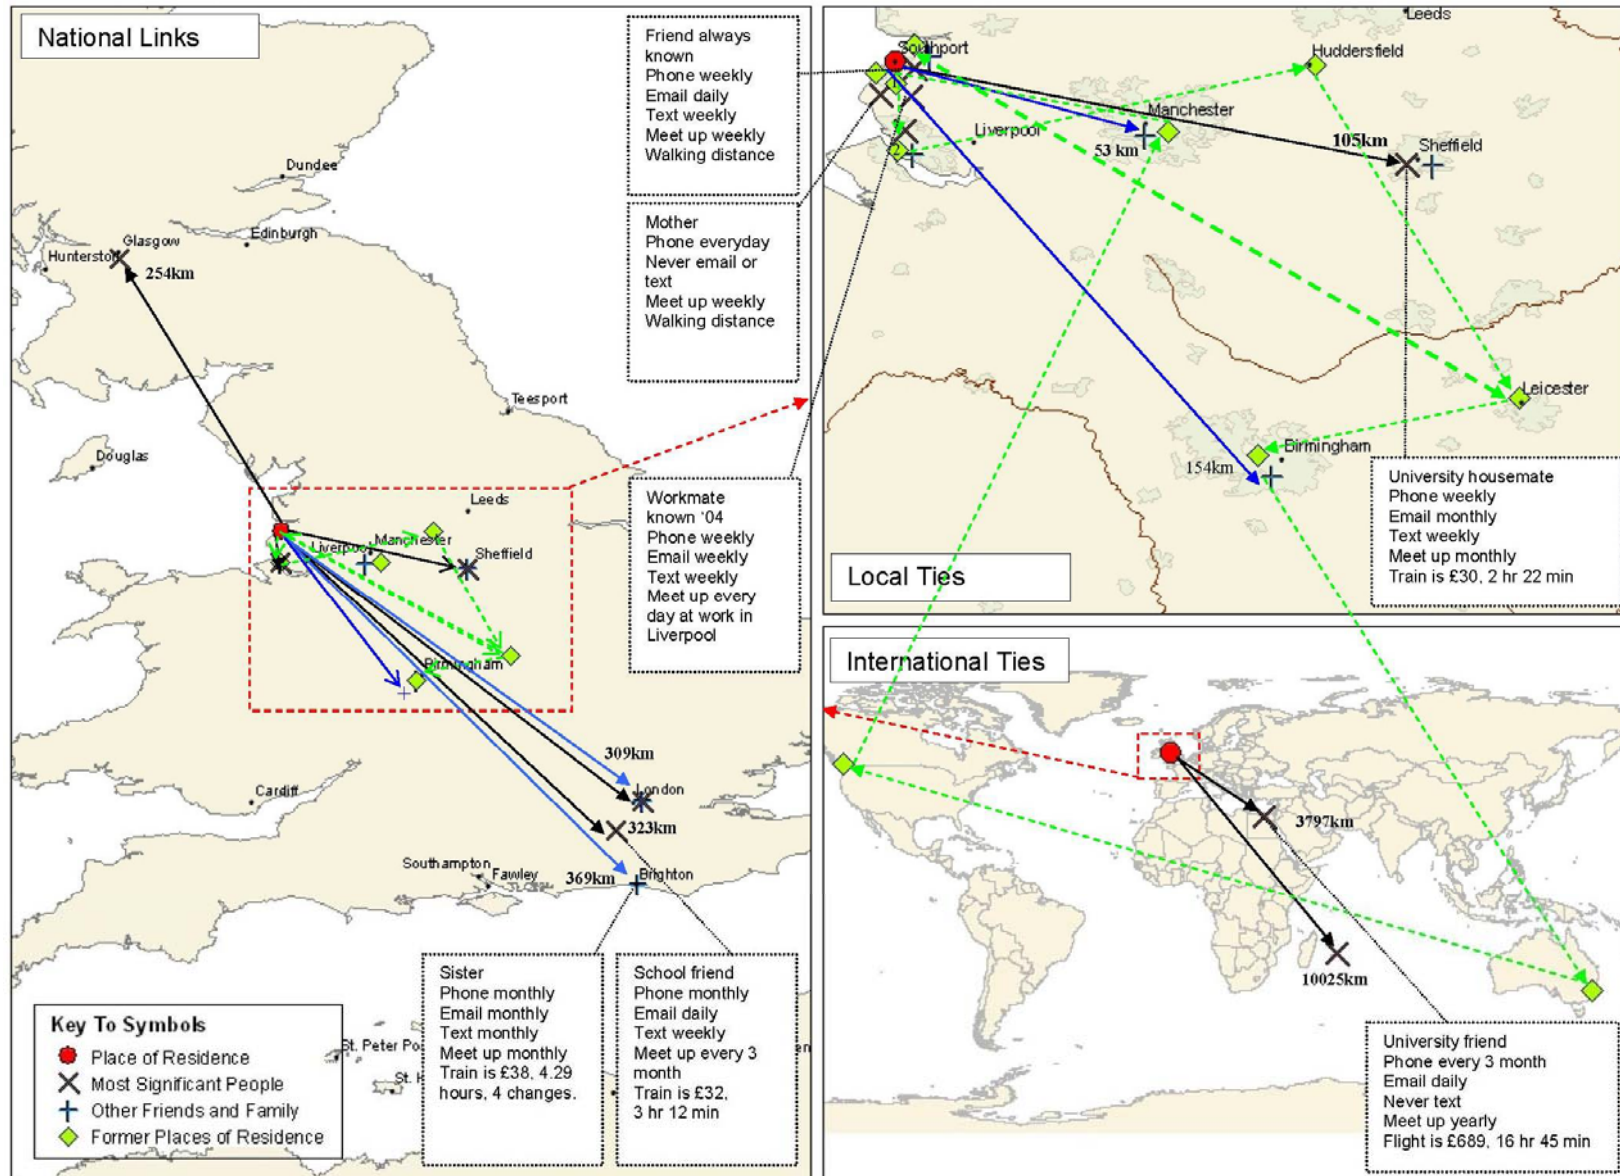 National Links
Dundee
Glasgow
Edinburgh
Hunterston
254km
Teesport
Douglas
Leeds
Liverpool
Manchester
Sheffield
Birmingham
309km
Cardiff
London
323km
Southampton
Fawley
369km
Brighton
Friend always
known
Phone weekly
Email daily
Text weekly
Meet up weekly
Walking distance
Mother
Phone everyday
Never email or
text
Meet up weekly
Walking distance
Workmate
known '04
Phone weekly
Email weekly
Text weekly
Meet up every
day at work in
Liverpool
Sister
Phone monthly
Email monthly
Text monthly
Meet up monthly
Train is £38, 4.29
hours, 4 changes.
School friend
Phone monthly
Email daily
Text weekly
Meet up every 3
month
Train is £32,
3 hr 12 min
St. Peter Po
St. H
en
Key To Symbols
Place of Residence
Most Significant People
Other Friends and Family
Former Places of Residence
Leeds
Southport
Huddersfield
1
Manchester
Liverpool
53 km
105km
Sheffield
2
Leicester
Birmingham
154km
University housemate
Phone weekly
Email monthly
Text weekly
Meet up monthly
Train is £30, 2 hr 22 min
Local Ties
International Ties
3797km
10025km
University friend
Phone every 3 month
Email daily
Never text
Meet up yearly
Flight is £689, 16 hr 45 min